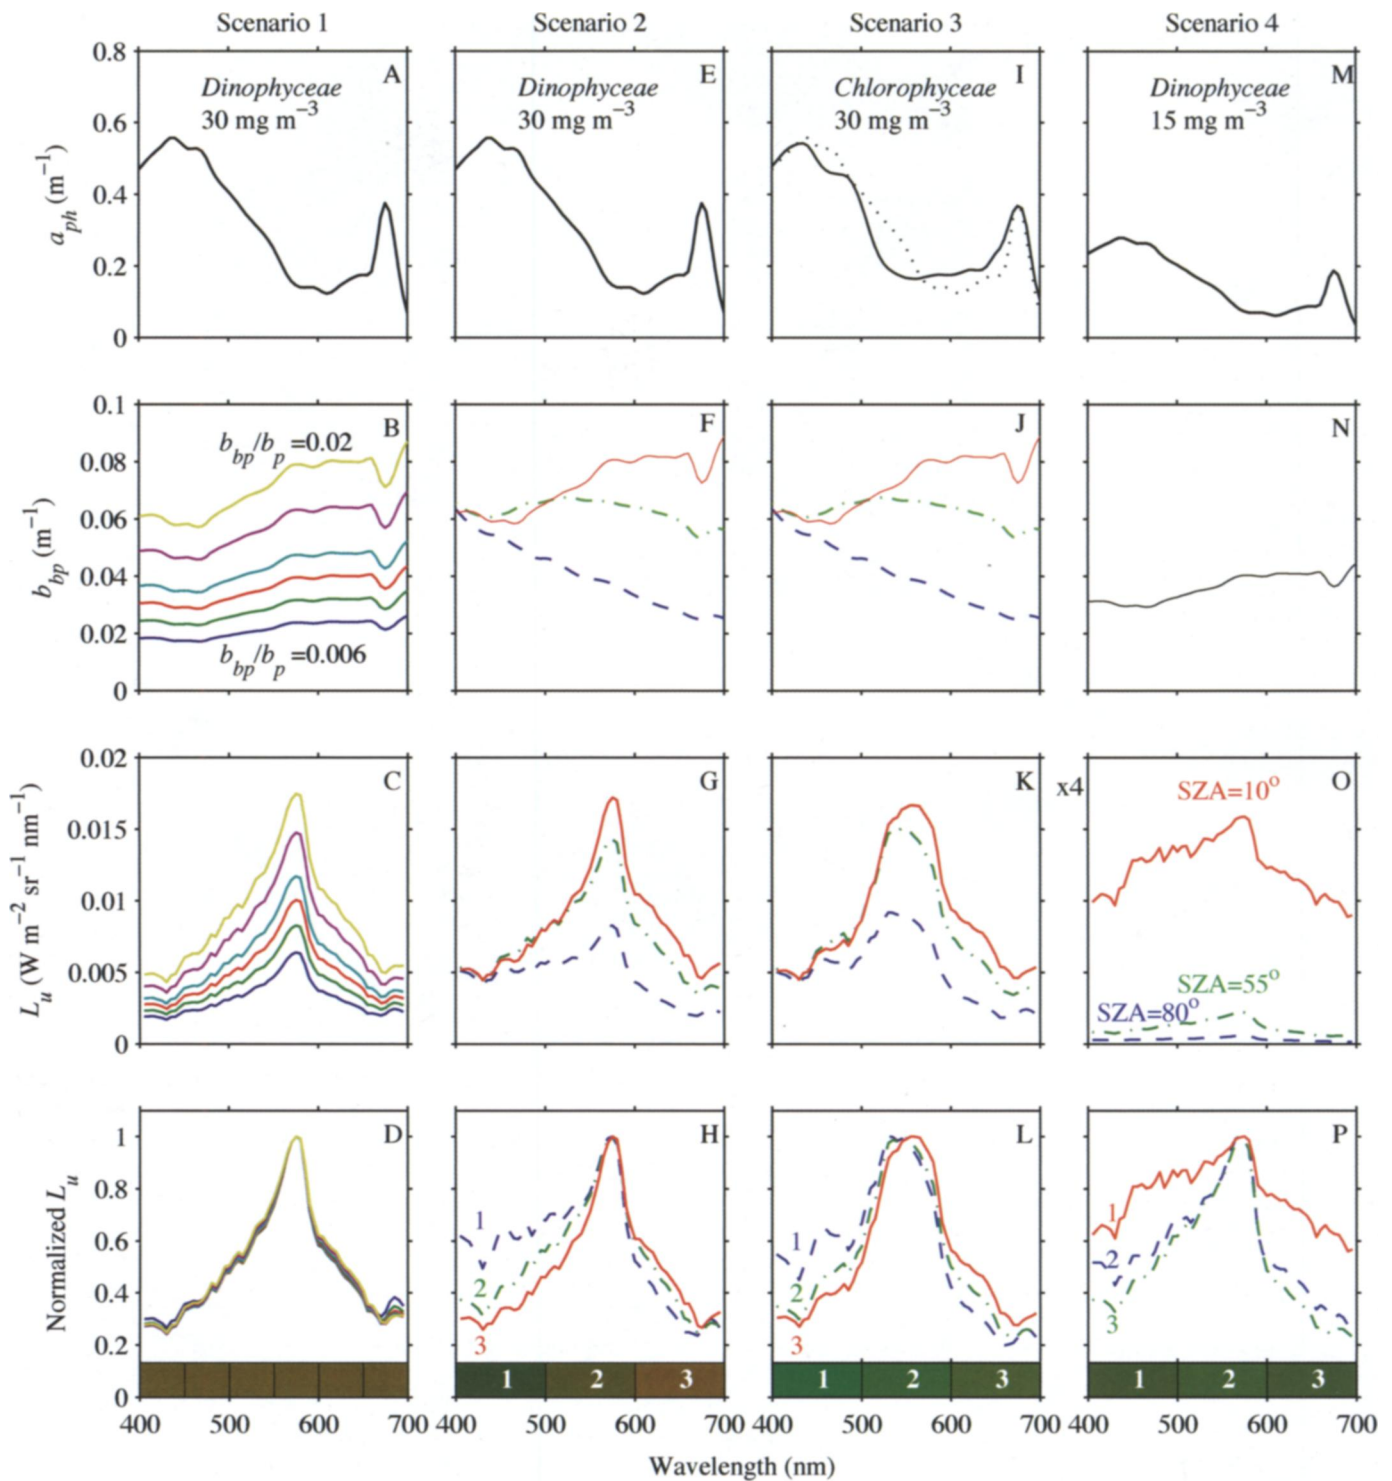 Scenario 1 Scenario 2 Scenario 3 Scenario 4
0.8 A E I M
Dinophyceae Dinophyceae Chlorophyceae Dinophyceae
30 mg m⁻³ 30 mg m⁻³ 30 mg m⁻³ 15 mg m⁻³
0.6
a_ph (m⁻¹)
0.4
0.2
0
0.1 B F J N
b_bp/b_p =0.02
0.08
0.06
b_bp (m⁻¹)
0.04
0.02
b_bp/b_p =0.006
0
0.02 C G K x4 O
SZA=10°
0.015
L_u (W m⁻² sr⁻¹ nm⁻¹)
0.01
0.005
SZA=55°
SZA=80°
0
1 D H L P
0.8
Normalized L_u
0.6
0.4
0.2
0
1 1 1
2 2 2
3 3 3
1 2 3 1 2 3 1 2 3
400 500 600 700 400 500 600 700 400 500 600 700 400 500 600 700
Wavelength (nm)